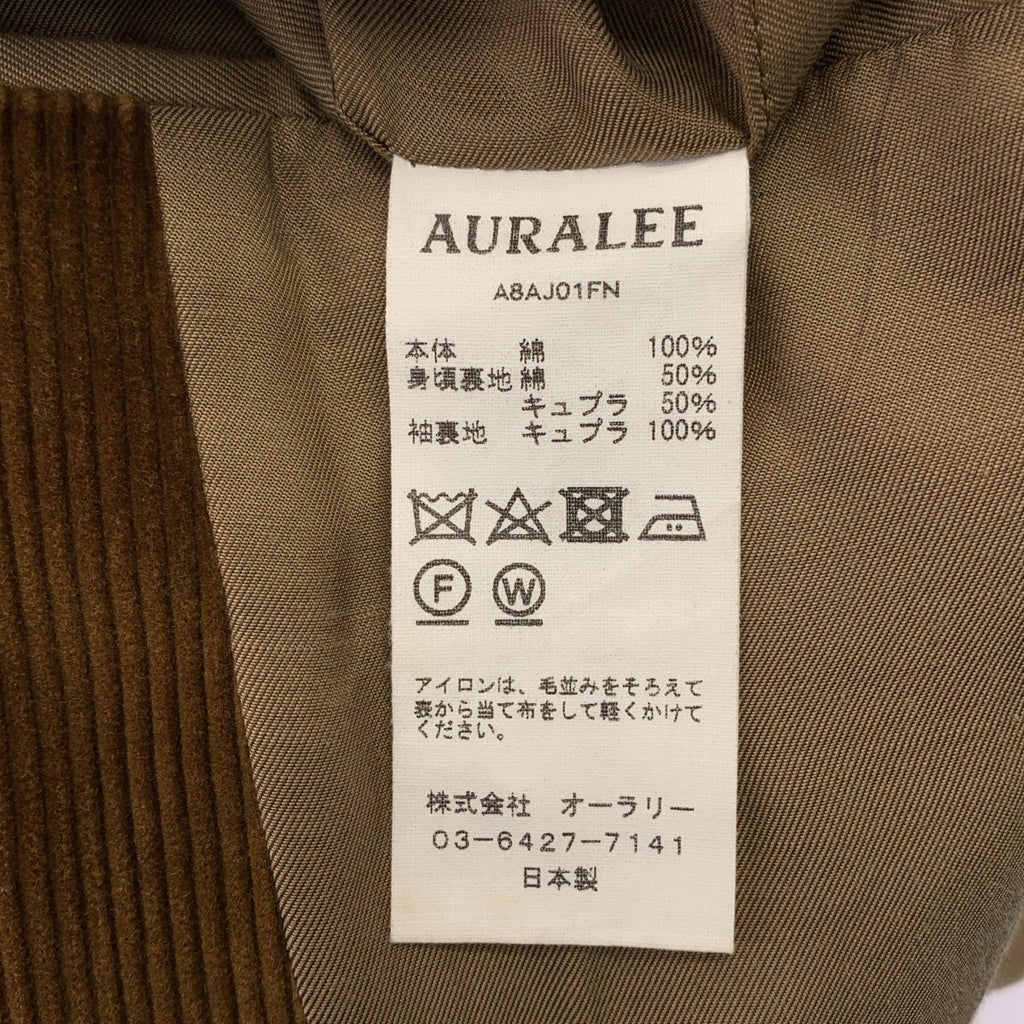 AURALEE
A8AJ01FN
本体 綿 100%
身頃裏地 綿 50%
キュプラ 50%
袖裏地 キュプラ 100%
F W
アイロンは、毛並みをそろえて
裏から当て布をして軽くかけて
ください。
株式会社 オーラリー
03-6427-7141
日本製